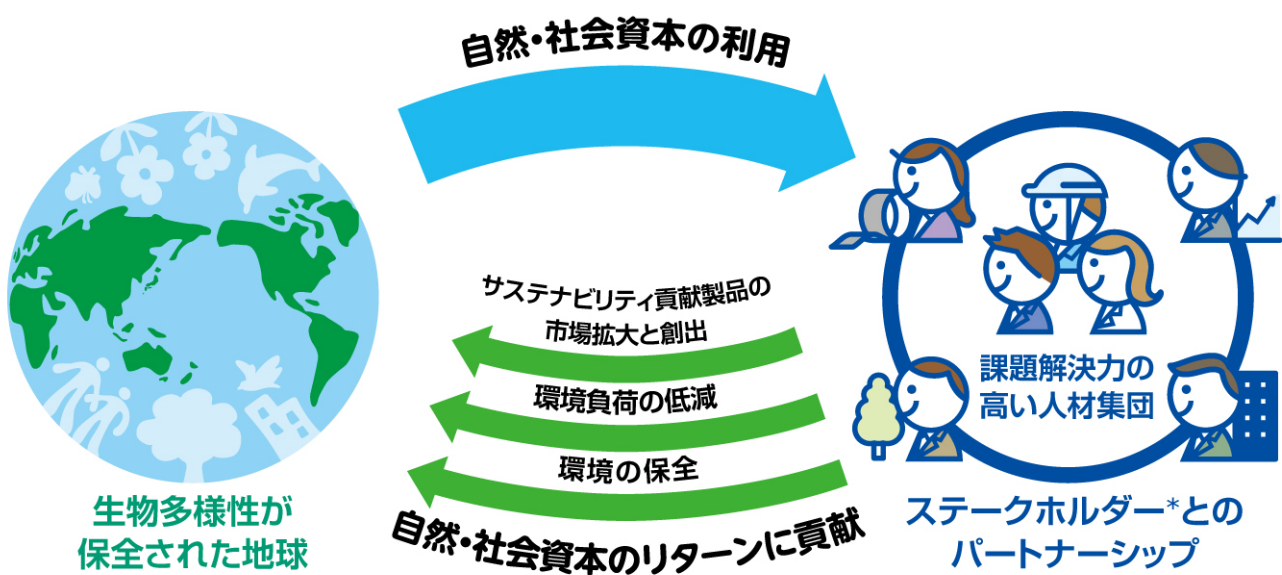 自然・社会資本の利用
サステナビリティ貢献製品の
市場拡大と創出
環境負荷の低減
環境の保全
自然・社会資本のリターンに貢献
生物多様性が
保全された地球
課題解決力の
高い人材集団
ステークホルダー*との
パートナーシップ